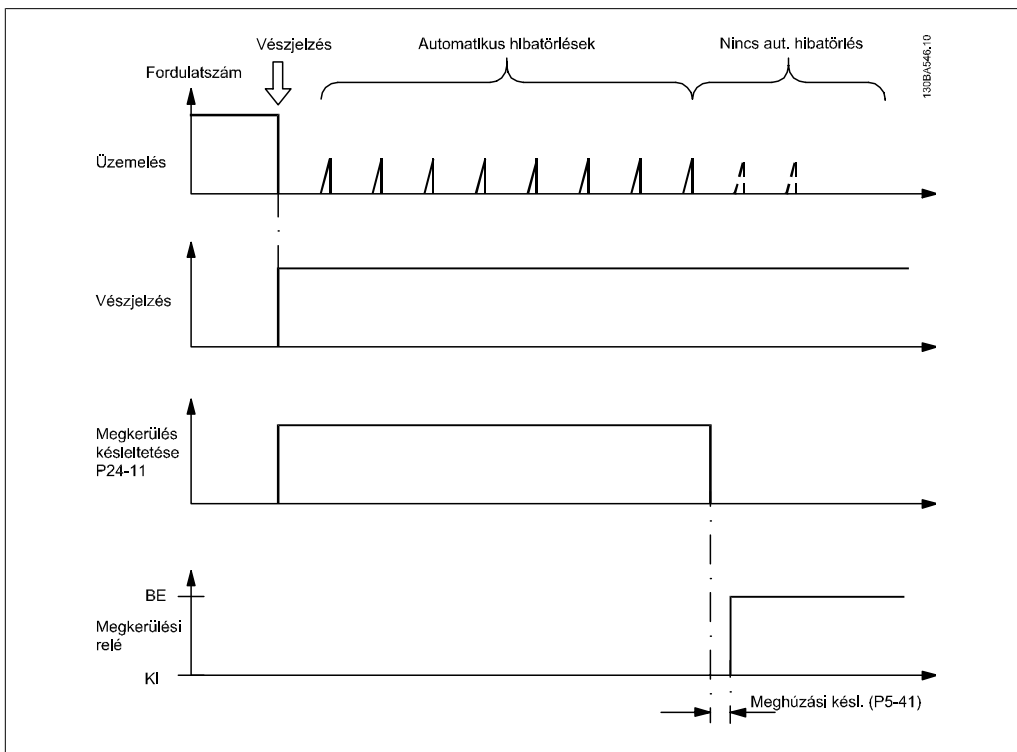 Vészjelzés
Automatikus hibatörlések
Nincs aut. hibatörlés
130BA546.10
Fordulatszám
Üzemelés
Vészjelzés
Megkerülés
késleltetése
P24-11
BE
Megkerülési
relé
KI
Meghúzási késl. (P5-41)